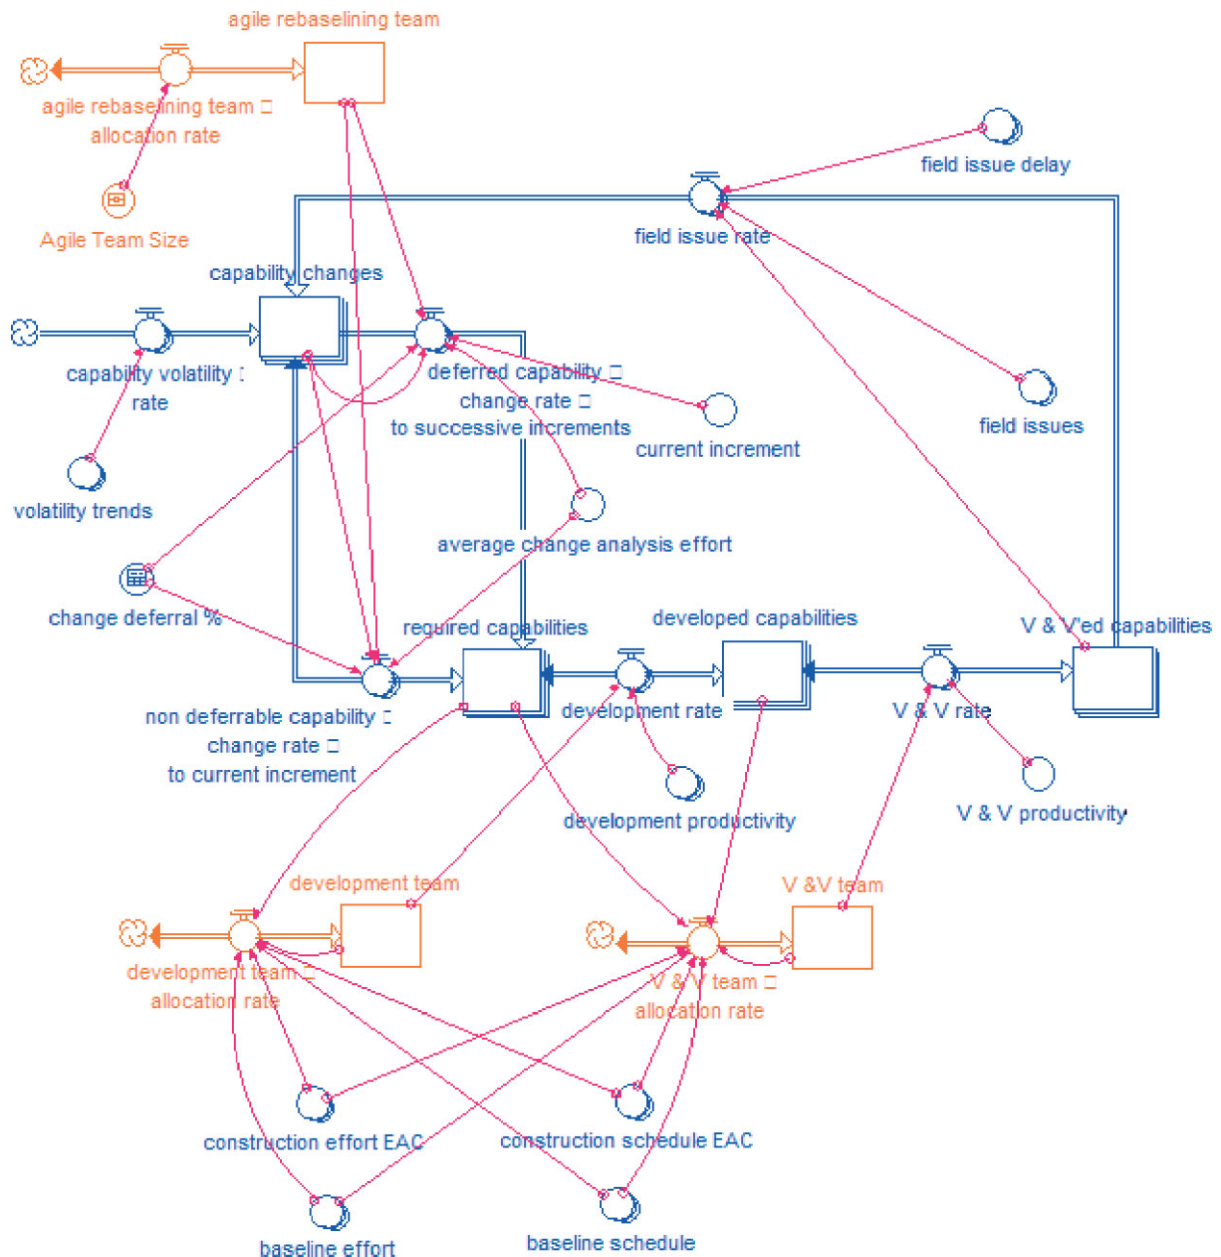 agile rebaselining team
agile rebaselining team □
allocation rate
field issue delay
Agile Team Size
field issue rate
capability changes
capability volatility □
rate
deferred capability □
change rate □
to successive increments
current increment
field issues
volatility trends
average change analysis effort
change deferral %
required capabilities
developed capabilities
V & V'ed capabilities
non deferrable capability □
change rate □
to current increment
development rate
V & V rate
development productivity
V & V productivity
development team
V &V team
development team □
allocation rate
V & V team □
allocation rate
construction effort EAC
construction schedule EAC
baseline effort
baseline schedule